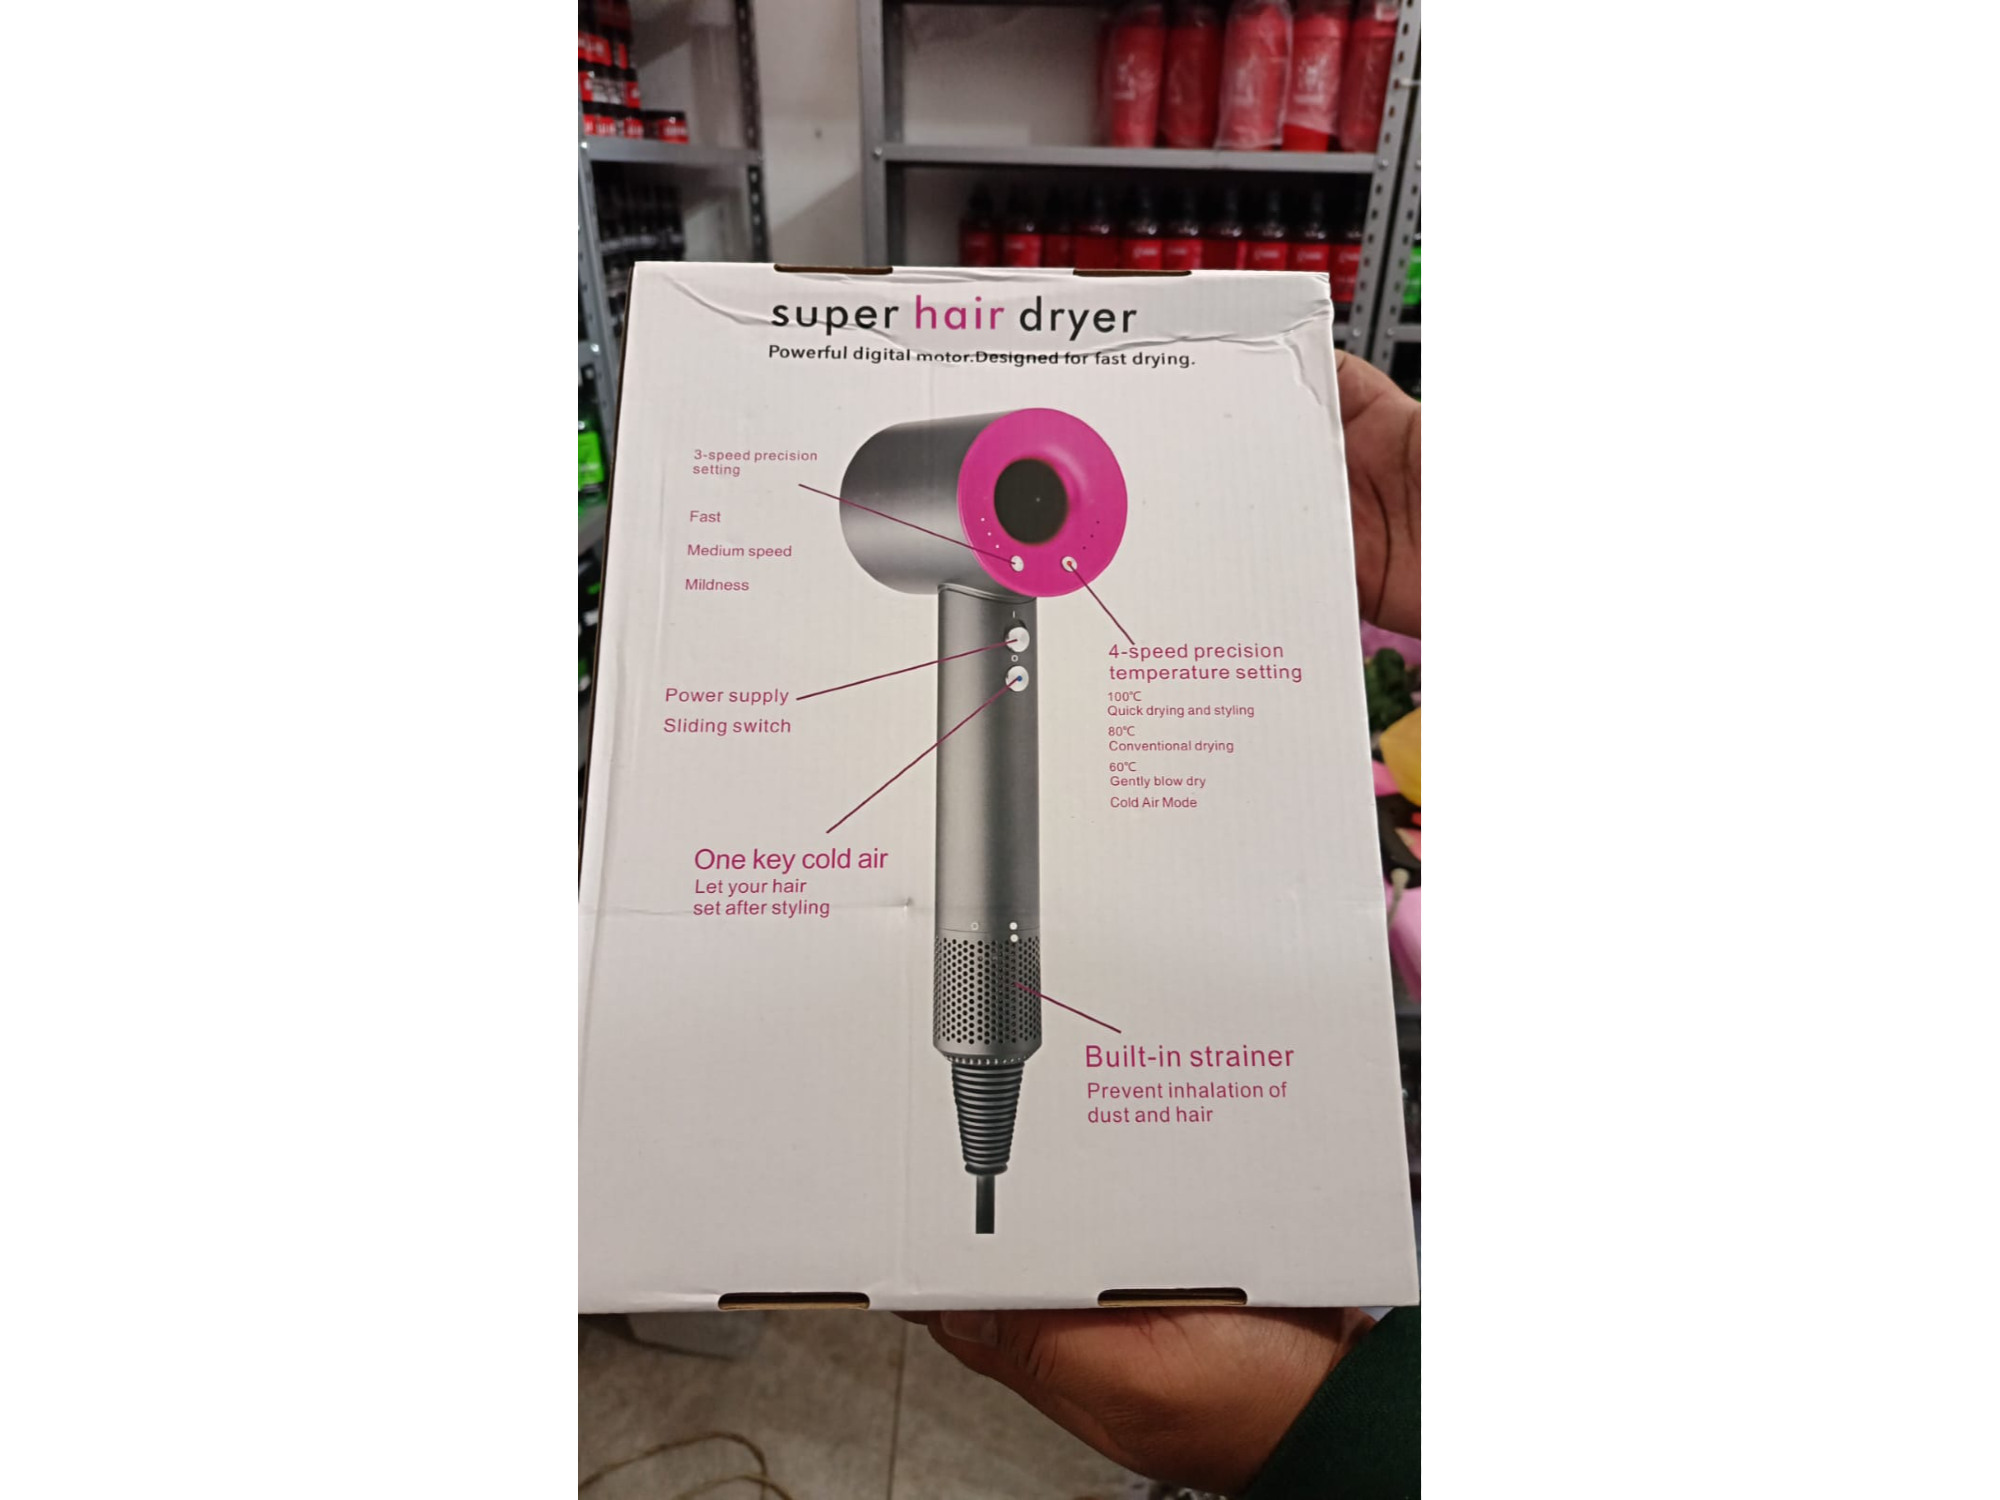 super hair dryer
Powerful digital motor.Designed for fast drying.
3-speed precision
setting
Fast
Medium speed
Mildness
Power supply
Sliding switch
4-speed precision
temperature setting
100℃
Quick drying and styling
80℃
Conventional drying
60℃
Gently blow dry
Cold Air Mode
One key cold air
Let your hair
set after styling
Built-in strainer
Prevent inhalation of
dust and hair